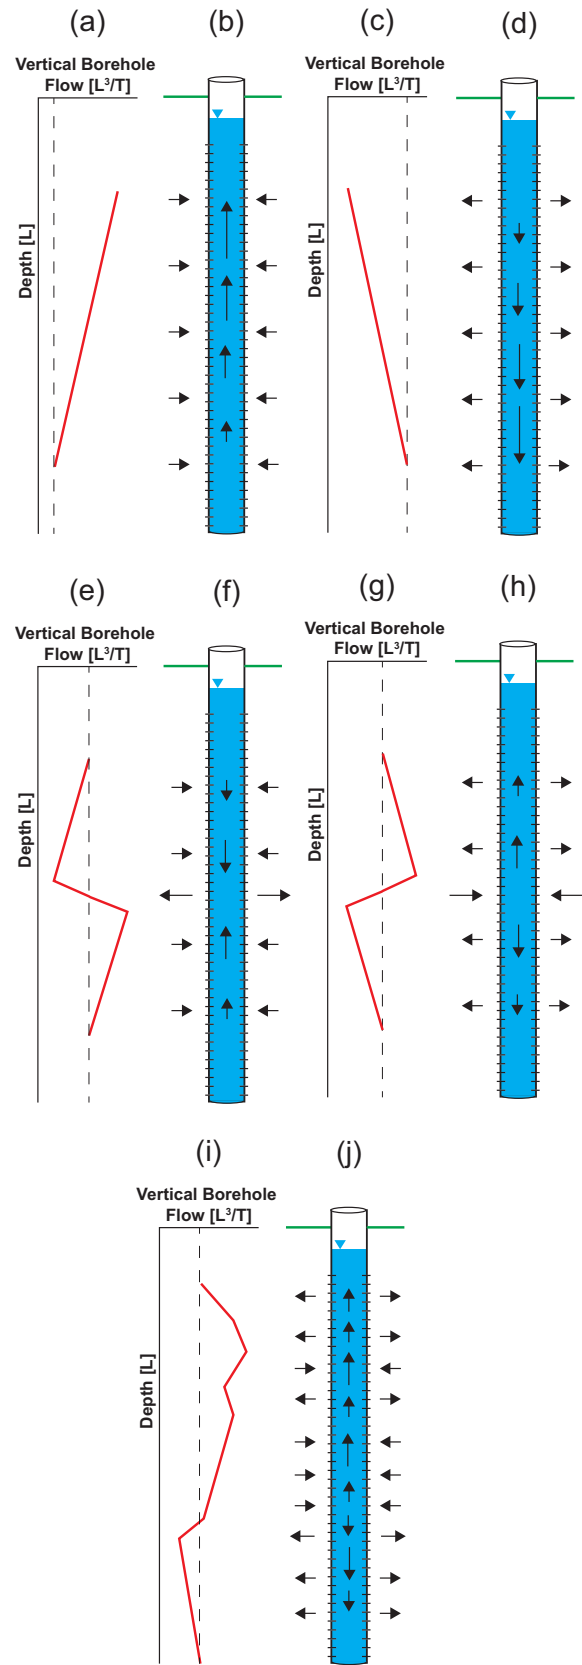 (a)
(b)
(c)
(d)
Vertical Borehole
Flow [L³/T]
Vertical Borehole
Flow [L³/T]
Depth [L]
Depth [L]
(e)
(f)
(g)
(h)
Vertical Borehole
Flow [L³/T]
Vertical Borehole
Flow [L³/T]
Depth [L]
Depth [L]
(i)
(j)
Vertical Borehole
Flow [L³/T]
Depth [L]